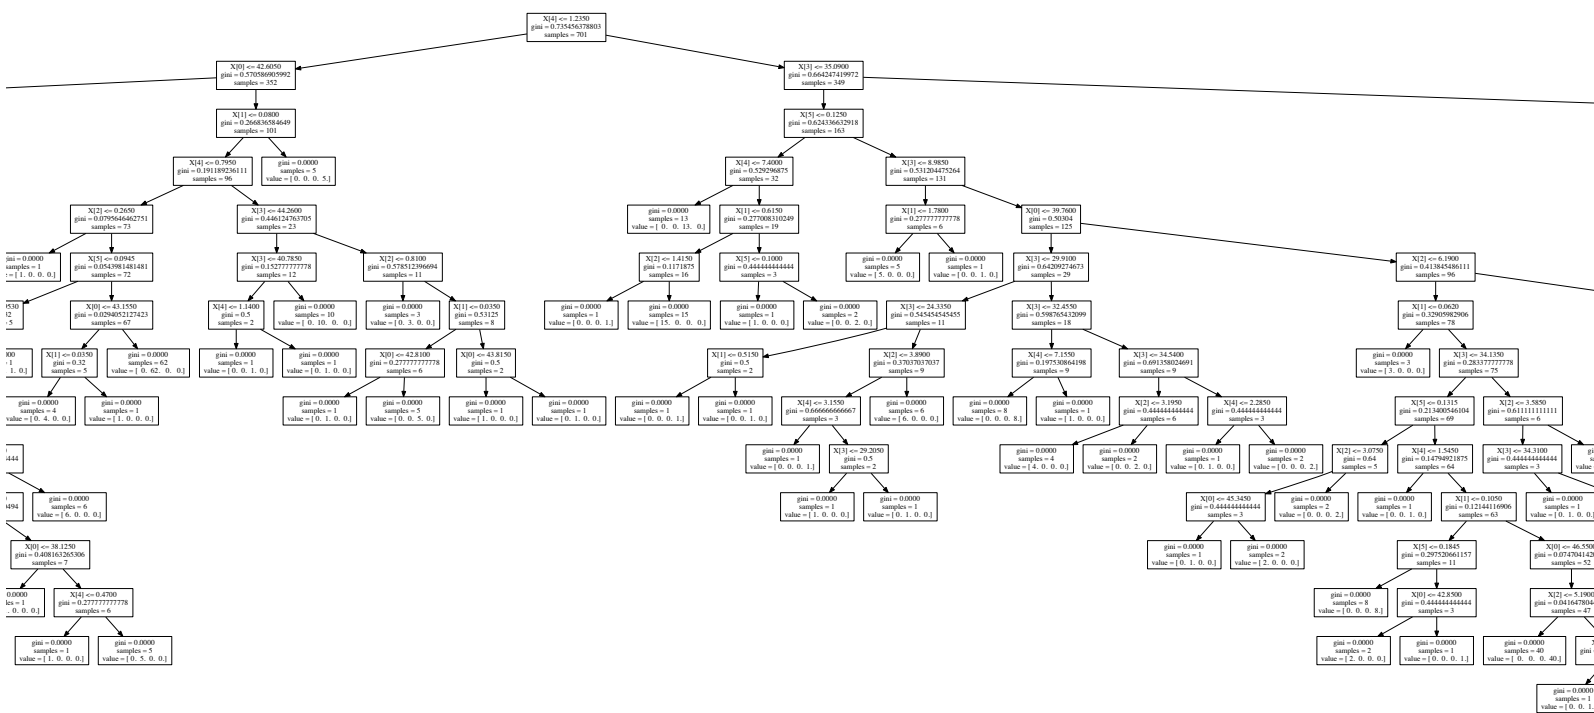 X[4] <= 1.2350
gini = 0.735456378803
samples = 701
X[0] <= 42.6050
gini = 0.570586905992
samples = 352
X[3] <= 35.0900
gini = 0.664247419972
samples = 349
X[1] <= 0.0800
gini = 0.266836584649
samples = 101
X[5] <= 0.1250
gini = 0.624336632918
samples = 163
X[4] <= 0.7950
gini = 0.191189236111
samples = 96
gini = 0.0000
samples = 5
value = [ 0. 0. 0. 5.]
X[4] <= 7.4000
gini = 0.529296875
samples = 32
X[3] <= 8.9850
gini = 0.531204475264
samples = 131
X[2] <= 0.2650
gini = 0.0795646462751
samples = 73
X[3] <= 44.2600
gini = 0.446124763705
samples = 23
gini = 0.0000
samples = 13
value = [ 0. 0. 13. 0.]
X[1] <= 0.6150
gini = 0.277008310249
samples = 19
X[1] <= 1.7800
gini = 0.277777777778
samples = 6
X[0] <= 39.7600
gini = 0.50304
samples = 125
= 0.0000
samples = 1
= [ 1. 0. 0. 0.]
X[5] <= 0.0945
gini = 0.0543981481481
samples = 72
X[3] <= 40.7850
gini = 0.152777777778
samples = 12
X[2] <= 0.8100
gini = 0.578512396694
samples = 11
X[2] <= 1.4150
gini = 0.1171875
samples = 16
X[5] <= 0.1000
gini = 0.444444444444
samples = 3
gini = 0.0000
samples = 5
value = [ 5. 0. 0. 0.]
gini = 0.0000
samples = 1
value = [ 0. 0. 1. 0.]
X[3] <= 29.9100
gini = 0.64209274673
samples = 29
X[2] <= 6.1900
gini = 0.413845486111
samples = 96
X[0] <= 43.1550
gini = 0.0294052127423
samples = 67
X[4] <= 1.1400
gini = 0.5
samples = 2
gini = 0.0000
samples = 10
value = [ 0. 10. 0. 0.]
gini = 0.0000
samples = 3
value = [ 0. 3. 0. 0.]
X[1] <= 0.0350
gini = 0.53125
samples = 8
gini = 0.0000
samples = 1
value = [ 0. 0. 0. 1.]
gini = 0.0000
samples = 15
value = [ 15. 0. 0. 0.]
gini = 0.0000
samples = 1
value = [ 1. 0. 0. 0.]
gini = 0.0000
samples = 2
value = [ 0. 0. 2. 0.]
X[3] <= 24.3350
gini = 0.545454545455
samples = 11
X[3] <= 32.4550
gini = 0.598765432099
samples = 18
X[1] <= 0.0620
gini = 0.32905982906
samples = 78
X[1] <= 0.0350
gini = 0.32
samples = 5
gini = 0.0000
samples = 62
value = [ 0. 62. 0. 0.]
gini = 0.0000
samples = 1
value = [ 0. 0. 1. 0.]
gini = 0.0000
samples = 1
value = [ 0. 1. 0. 0.]
X[0] <= 42.8100
gini = 0.277777777778
samples = 6
X[0] <= 43.8150
gini = 0.5
samples = 2
X[1] <= 0.5150
gini = 0.5
samples = 2
X[2] <= 3.8900
gini = 0.37037037037
samples = 9
X[4] <= 7.1550
gini = 0.197530864198
samples = 9
X[3] <= 34.5400
gini = 0.691358024691
samples = 9
gini = 0.0000
samples = 3
value = [ 3. 0. 0. 0.]
X[3] <= 34.1350
gini = 0.283377777778
samples = 75
gini = 0.0000
samples = 4
value = [ 0. 4. 0. 0.]
gini = 0.0000
samples = 1
value = [ 1. 0. 0. 0.]
gini = 0.0000
samples = 1
value = [ 0. 1. 0. 0.]
gini = 0.0000
samples = 5
value = [ 0. 0. 5. 0.]
gini = 0.0000
samples = 1
value = [ 1. 0. 0. 0.]
gini = 0.0000
samples = 1
value = [ 0. 1. 0. 0.]
gini = 0.0000
samples = 1
value = [ 0. 0. 0. 1.]
gini = 0.0000
samples = 1
value = [ 0. 0. 1. 0.]
X[4] <= 3.1550
gini = 0.666666666667
samples = 3
gini = 0.0000
samples = 6
value = [ 6. 0. 0. 0.]
gini = 0.0000
samples = 8
value = [ 0. 0. 0. 8.]
gini = 0.0000
samples = 1
value = [ 1. 0. 0. 0.]
X[2] <= 3.1950
gini = 0.444444444444
samples = 6
X[4] <= 2.2850
gini = 0.444444444444
samples = 3
X[5] <= 0.1315
gini = 0.213400546104
samples = 69
X[2] <= 3.5850
gini = 0.611111111111
samples = 6
gini = 0.0000
samples = 1
value = [ 0. 0. 0. 1.]
X[3] <= 29.2050
gini = 0.5
samples = 2
gini = 0.0000
samples = 4
value = [ 4. 0. 0. 0.]
gini = 0.0000
samples = 2
value = [ 0. 0. 2. 0.]
gini = 0.0000
samples = 1
value = [ 0. 1. 0. 0.]
gini = 0.0000
samples = 2
value = [ 0. 0. 0. 2.]
X[2] <= 3.0750
gini = 0.64
samples = 5
X[4] <= 1.5450
gini = 0.14794921875
samples = 64
X[3] <= 34.3100
gini = 0.444444444444
samples = 3
gini = 0.0000
samples = 6
value = [ 6. 0. 0. 0.]
gini = 0.0000
samples = 1
value = [ 1. 0. 0. 0.]
gini = 0.0000
samples = 1
value = [ 0. 1. 0. 0.]
X[0] <= 45.3450
gini = 0.444444444444
samples = 3
gini = 0.0000
samples = 2
value = [ 0. 0. 0. 2.]
gini = 0.0000
samples = 1
value = [ 0. 0. 1. 0.]
X[1] <= 0.1050
gini = 0.12144116906
samples = 63
gini = 0.0000
samples = 1
value = [ 0. 1. 0. 0.]
X[0] <= 38.1250
gini = 0.408163265306
samples = 7
gini = 0.0000
samples = 1
value = [ 0. 1. 0. 0.]
gini = 0.0000
samples = 2
value = [ 2. 0. 0. 0.]
X[5] <= 0.1845
gini = 0.297520661157
samples = 11
X[0] <= 46.550
gini = 0.0747041420
samples = 52
X[4] <= 0.4700
gini = 0.277777777778
samples = 6
gini = 0.0000
samples = 8
value = [ 0. 0. 0. 8.]
X[0] <= 42.8500
gini = 0.444444444444
samples = 3
X[2] <= 5.1900
gini = 0.041647804
samples = 47
gini = 0.0000
samples = 1
value = [ 1. 0. 0. 0.]
gini = 0.0000
samples = 5
value = [ 0. 5. 0. 0.]
gini = 0.0000
samples = 2
value = [ 2. 0. 0. 0.]
gini = 0.0000
samples = 1
value = [ 0. 0. 0. 1.]
gini = 0.0000
samples = 40
value = [ 0. 0. 0. 40.]
gini = 0.0000
samples = 1
value = [ 0. 0. 1.